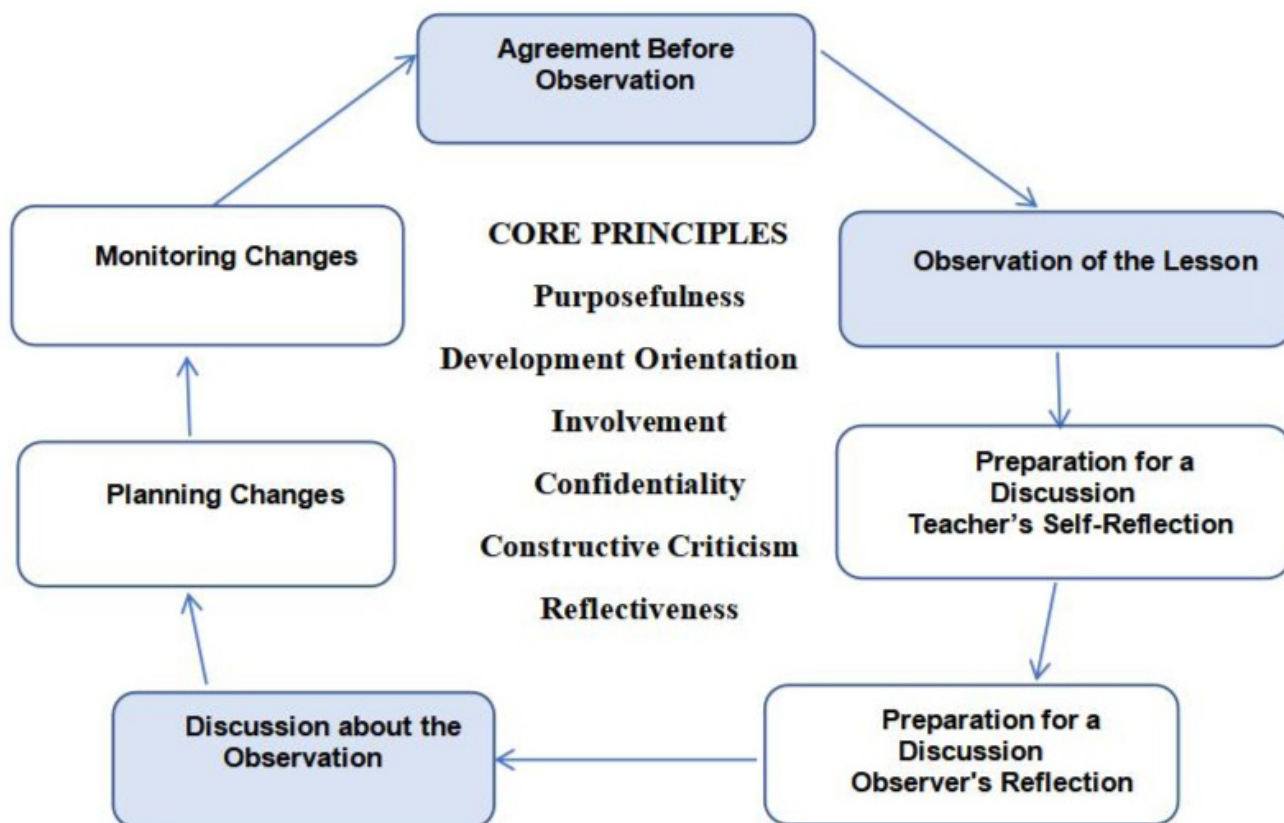 Agreement Before
Observation
Observation of the Lesson
Preparation for a
Discussion
Teacher’s Self-Reflection
Preparation for a
Discussion
Observer's Reflection
Discussion about the
Observation
Planning Changes
Monitoring Changes
CORE PRINCIPLES
Purposefulness
Development Orientation
Involvement
Confidentiality
Constructive Criticism
Reflectiveness